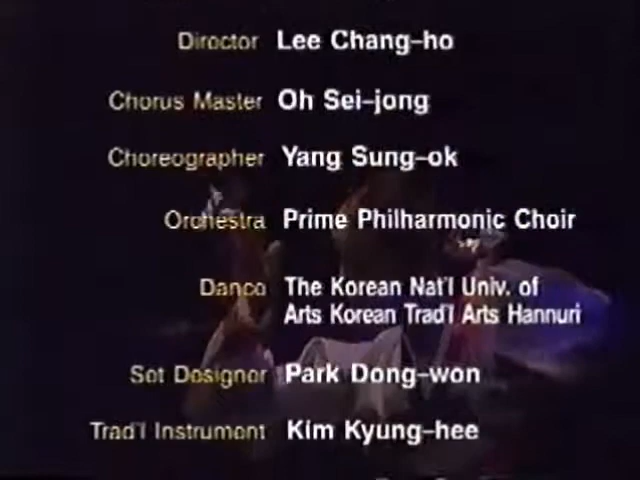 Director Lee Chang-ho
Chorus Master Oh Sei-jong
Choreographer Yang Sung-ok
Orchestra Prime Philharmonic Choir
Dance The Korean Nat'l Univ. of
Arts Korean Trad'l Arts Hannuri
Set Designer Park Dong-won
Trad'l Instrument Kim Kyung-hee